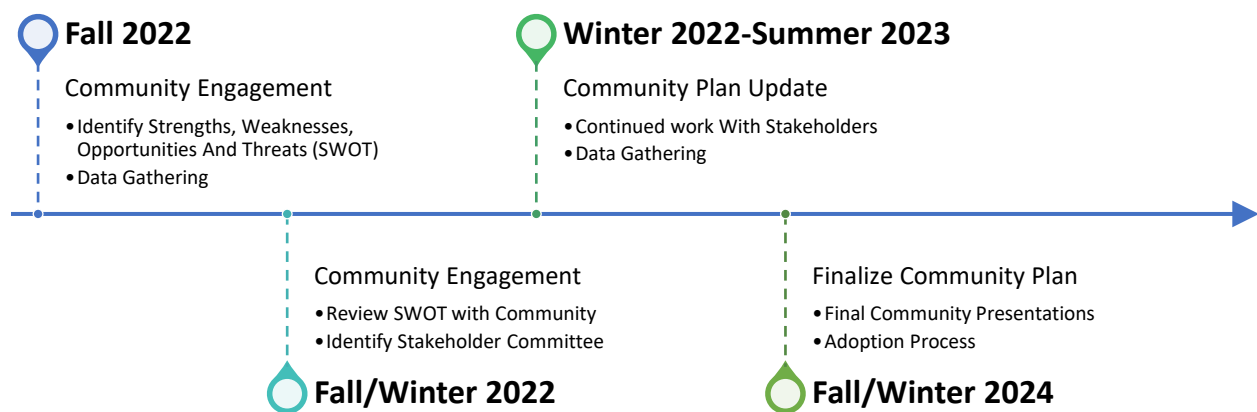 Fall 2022
Community Engagement
•Identify Strengths, Weaknesses,
Opportunities And Threats (SWOT)
•Data Gathering
Community Engagement
•Review SWOT with Community
•Identify Stakeholder Committee
Fall/Winter 2022
Winter 2022-Summer 2023
Community Plan Update
•Continued work With Stakeholders
•Data Gathering
Finalize Community Plan
•Final Community Presentations
•Adoption Process
Fall/Winter 2024